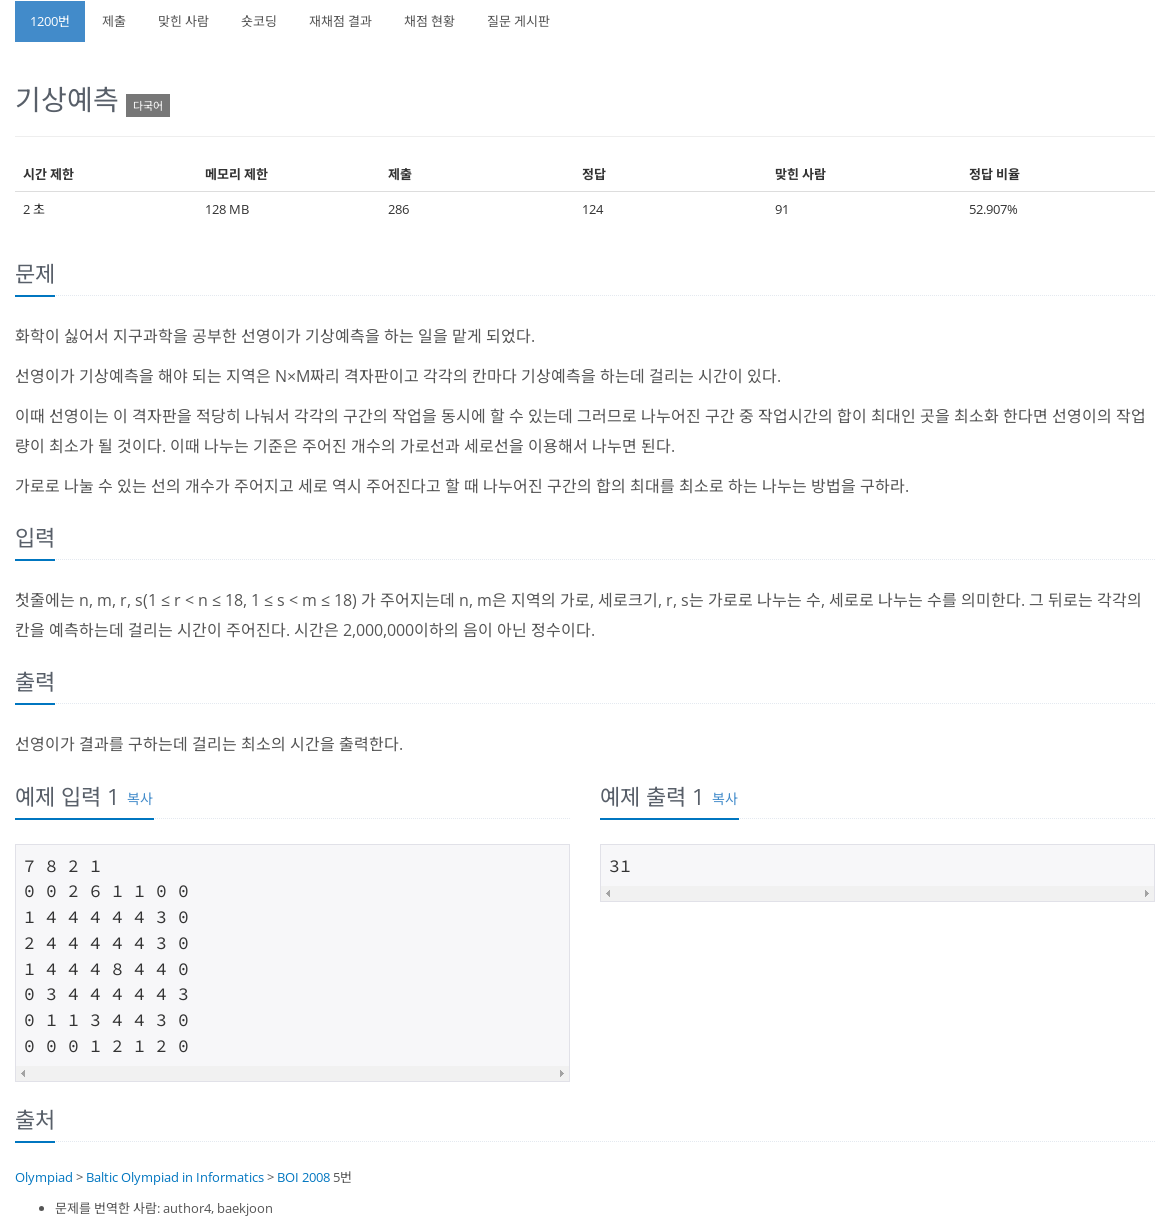 1200번 제출 맞힌 사람 숏코딩 재채점 결과 채점 현황 질문 게시판
기상예측 다국어
시간 제한 메모리 제한 제출 정답 맞힌 사람 정답 비율
2 초 128 MB 286 124 91 52.907%
문제
화학이 싫어서 지구과학을 공부한 선영이가 기상예측을 하는 일을 맡게 되었다.
선영이가 기상예측을 해야 되는 지역은 N×M짜리 격자판이고 각각의 칸마다 기상예측을 하는데 걸리는 시간이 있다.
이때 선영이는 이 격자판을 적당히 나눠서 각각의 구간의 작업을 동시에 할 수 있는데 그러므로 나누어진 구간 중 작업시간의 합이 최대인 곳을 최소화 한다면 선영이의 작업
량이 최소가 될 것이다. 이때 나누는 기준은 주어진 개수의 가로선과 세로선을 이용해서 나누면 된다.
가로로 나눌 수 있는 선의 개수가 주어지고 세로 역시 주어진다고 할 때 나누어진 구간의 합의 최대를 최소로 하는 나누는 방법을 구하라.
입력
첫줄에는 n, m, r, s(1 ≤ r < n ≤ 18, 1 ≤ s < m ≤ 18) 가 주어지는데 n, m은 지역의 가로, 세로크기, r, s는 가로로 나누는 수, 세로로 나누는 수를 의미한다. 그 뒤로는 각각의
칸을 예측하는데 걸리는 시간이 주어진다. 시간은 2,000,000이하의 음이 아닌 정수이다.
출력
선영이가 결과를 구하는데 걸리는 최소의 시간을 출력한다.
예제 입력 1 복사
7 8 2 1
0 0 2 6 1 1 0 0
1 4 4 4 4 4 3 0
2 4 4 4 4 4 3 0
1 4 4 4 8 4 4 0
0 3 4 4 4 4 4 3
0 1 1 3 4 4 3 0
0 0 0 1 2 1 2 0
예제 출력 1 복사
31
출처
Olympiad > Baltic Olympiad in Informatics > BOI 2008 5번
문제를 번역한 사람: author4, baekjoon